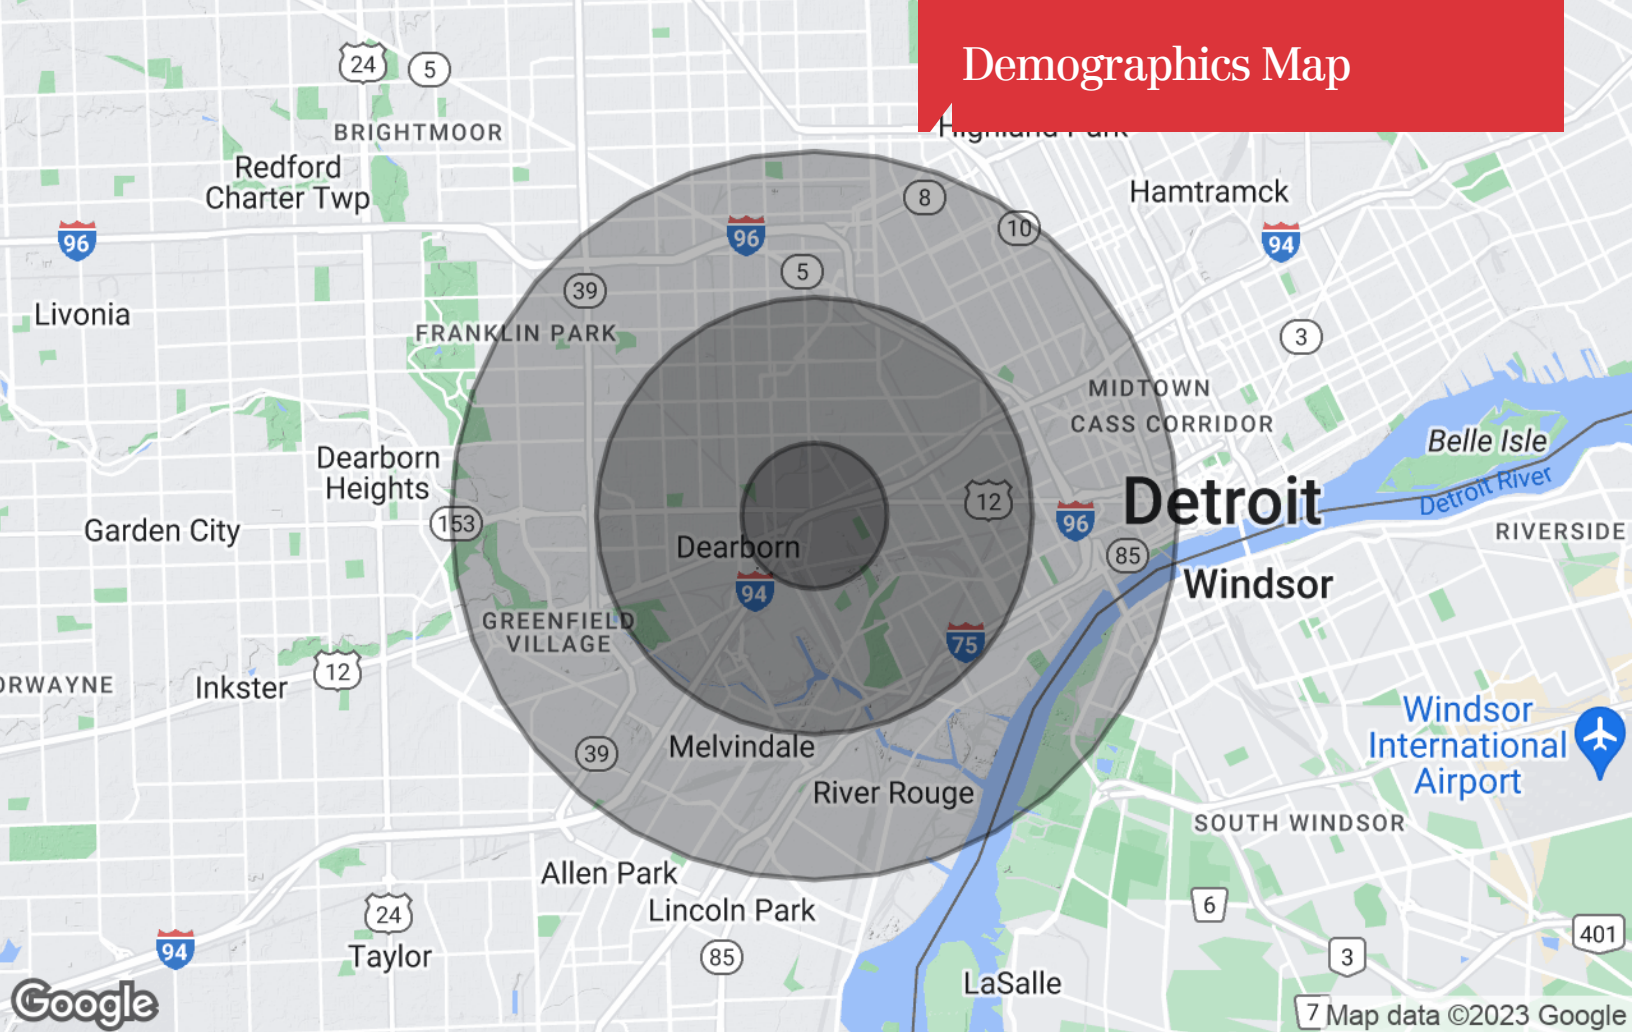 Demographics Map
24
5
BRIGHTMOOR
Highland Park
Redford
Charter Twp
8
Hamtramck
10
96
96
94
5
39
Livonia
FRANKLIN PARK
3
MIDTOWN
CASS CORRIDOR
Belle Isle
Dearborn
Heights
Detroit River
12
Detroit
153
96
Garden City
RIVERSIDE
Dearborn
85
Windsor
94
GREENFIELD
VILLAGE
75
12
ORWAYNE
Inkster
Windsor
International
Airport
Melvindale
39
River Rouge
SOUTH WINDSOR
Allen Park
Lincoln Park
6
24
401
94
Taylor
85
3
LaSalle
Google
7
Map data ©2023 Google